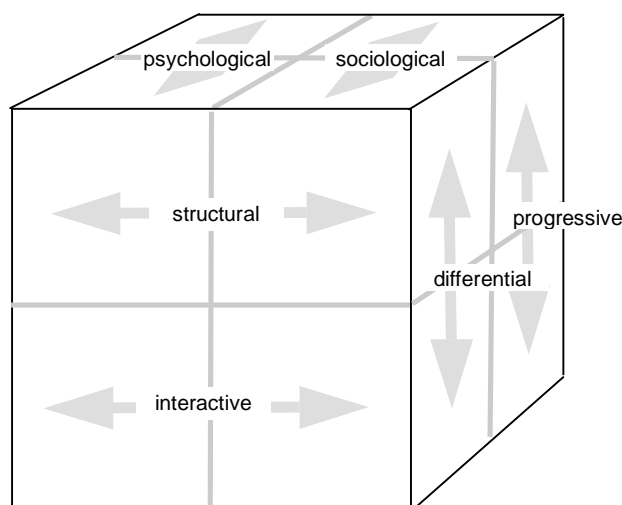 psychological
sociological
structural
progressive
differential
interactive